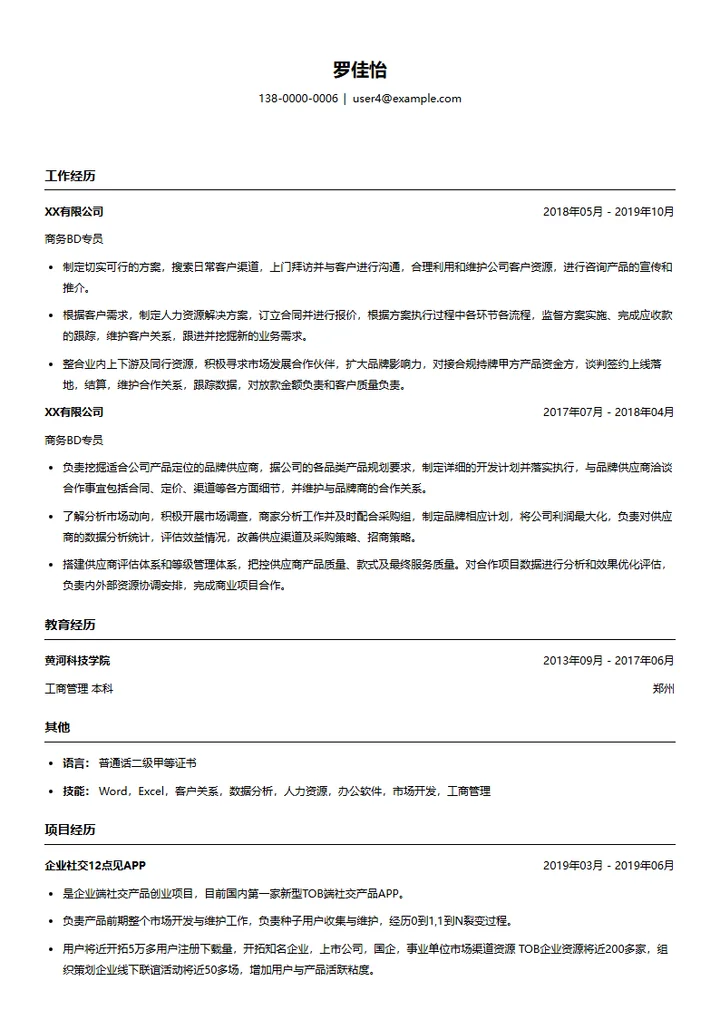 罗佳怡
138-0000-0006 | user4@example.com
工作经历
XX有限公司 2018年05月 - 2019年10月
商务BD专员
• 制定切实可行的方案，搜索日常客户渠道，上门拜访并与客户进行沟通，合理利用和维护公司客户资源，进行咨询产品的宣传和
推介。
• 根据客户需求，制定人力资源解决方案，订立合同并进行报价，根据方案执行过程中各环节各流程，监督方案实施、完成应收款
的跟踪，维护客户关系，跟进并挖掘新的业务需求。
• 整合业内上下游及同行资源，积极寻求市场发展合作伙伴，扩大品牌影响力，对接合规持牌甲方产品资金方，谈判签约上线落
地，结算，维护合作关系，跟踪数据，对放款金额负责和客户质量负责。
XX有限公司 2017年07月 - 2018年04月
商务BD专员
• 负责挖掘适合公司产品定位的品牌供应商，据公司的各品类产品规划要求，制定详细的开发计划并落实执行，与品牌供应商洽谈
合作事宜包括合同、定价、渠道等各方面细节，并维护与品牌商的合作关系。
• 了解分析市场动向，积极开展市场调查，商家分析工作并及时配合采购组，制定品牌相应计划，将公司利润最大化，负责对供应
商的数据分析统计，评估效益情况，改善供应渠道及采购策略、招商策略。
• 搭建供应商评估体系和等级管理体系，把控供应商产品质量、款式及最终服务质量。对合作项目数据进行分析和效果优化评估，
负责内外部资源协调安排，完成商业项目合作。
教育经历
黄河科技学院 2013年09月 - 2017年06月
工商管理 本科 郑州
其他
• 语言： 普通话二级甲等证书
• 技能： Word，Excel，客户关系，数据分析，人力资源，办公软件，市场开发，工商管理
项目经历
企业社交12点见APP 2019年03月 - 2019年06月
• 是企业端社交产品创业项目，目前国内第一家新型TOB端社交产品APP。
• 负责产品前期整个市场开发与维护工作，负责种子用户收集与维护，经历0到1,1到N裂变过程。
• 用户将近开拓5万多用户注册下载量，开拓知名企业，上市公司，国企，事业单位市场渠道资源 TOB企业资源将近200多家，组
织策划企业线下联谊活动将近50多场，增加用户与产品活跃粘度。